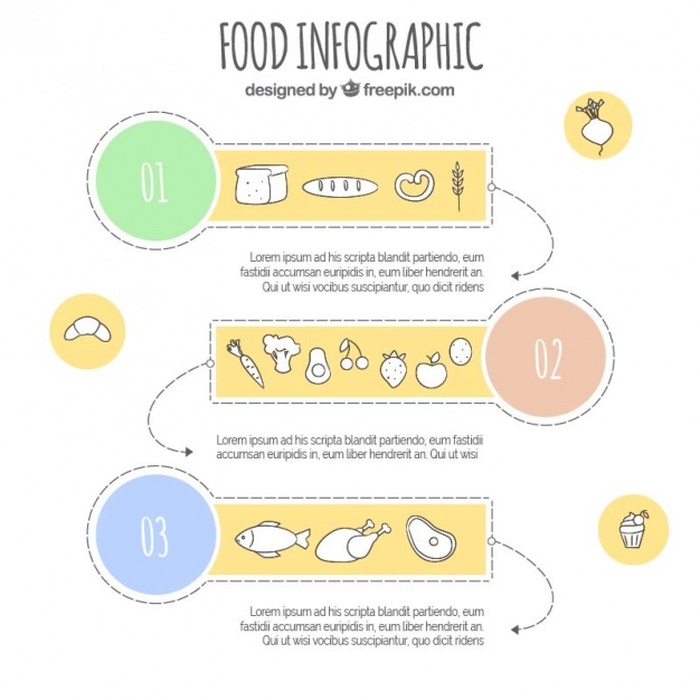 FOOD INFOGRAPHIC
designed by freepik.com
01
Lorem ipsum ad his scripta blandit partiendo, eum
fastidii accumsan euripidis in, eum liber hendrerit an.
Qui ut wisi vocibus suscipiantur, quo dicit ridens
02
Lorem ipsum ad his scripta blandit partiendo, eum fastidii
accumsan euripidis in, eum liber hendrerit an. Qui ut wisi
03
Lorem ipsum ad his scripta blandit partiendo, eum
fastidii accumsan euripidis in, eum liber hendrerit an.
Qui ut wisi vocibus suscipiantur, quo dicit ridens